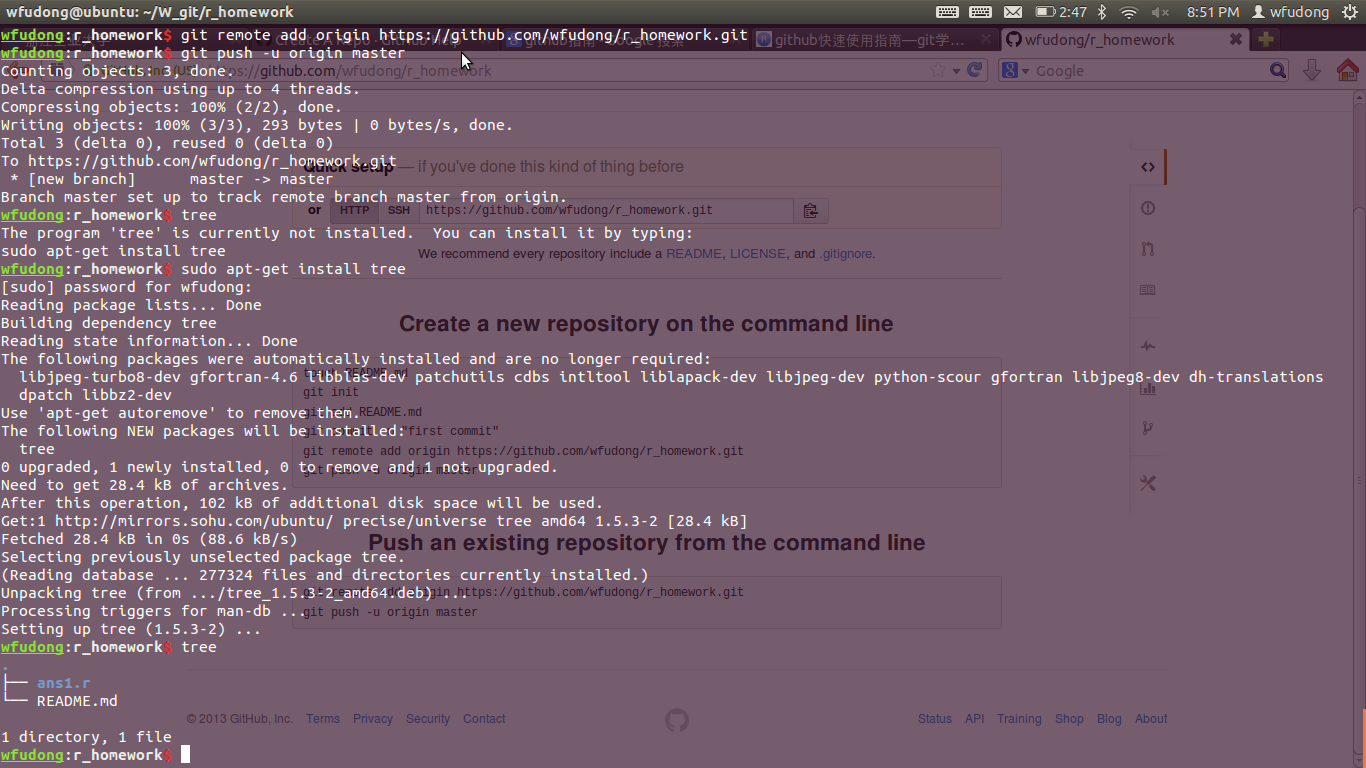 wfudong@ubuntu: ~/W_git/r_homework
2:47
8:51 PM
wfudong
wfudong:r_homework$ git remote add origin https://github.com/wfudong/r_homework.git
github快速使用指南—git学...
wfudong/r_homework
wfudong:r_homework$ git push -u origin master
Counting objects: 3, done.
github.com/wfudong/r_homework
Google
Delta compression using up to 4 threads.
Compressing objects: 100% (2/2), done.
Writing objects: 100% (3/3), 293 bytes | 0 bytes/s, done.
Total 3 (delta 0), reused 0 (delta 0)
To https://github.com/wfudong/r_homework.git
Quick setup — if you've done this kind of thing before
* [new branch] master -> master
Branch master set up to track remote branch master from origin.
or HTTP SSH https://github.com/wfudong/r_homework.git
wfudong:r_homework$ tree
The program 'tree' is currently not installed. You can install it by typing:
sudo apt-get install tree
We recommend every repository include a README, LICENSE, and .gitignore.
wfudong:r_homework$ sudo apt-get install tree
[sudo] password for wfudong:
Reading package lists... Done
Building dependency tree
Create a new repository on the command line
Reading state information... Done
The following packages were automatically installed and are no longer required:
README.md
libjpeg-turbo8-dev gfortran-4.6 libblas-dev patchutils cdbs intltool liblapack-dev libjpeg-dev python-scour gfortran libjpeg8-dev dh-translations
git init
dpatch libbz2-dev
Use 'apt-get autoremove' to remove them.
README.md
The following NEW packages will be installed:
"first commit"
tree
git remote add origin https://github.com/wfudong/r_homework.git
0 upgraded, 1 newly installed, 0 to remove and 1 not upgraded.
Need to get 28.4 kB of archives.
After this operation, 102 kB of additional disk space will be used.
Get:1 http://mirrors.sohu.com/ubuntu/ precise/universe tree amd64 1.5.3-2 [28.4 kB]
Fetched 28.4 kB in 0s (88.6 kB/s)
Push an existing repository from the command line
Selecting previously unselected package tree.
(Reading database ... 277324 files and directories currently installed.)
Unpacking tree (from .../tree_1.5.3-2_amd64.deb) ...
origin https://github.com/wfudong/r_homework.git
Processing triggers for man-db ...
git push -u origin master
Setting up tree (1.5.3-2) ...
wfudong:r_homework$ tree
.
├── ans1.r
└── README.md
© 2013 GitHub, Inc. Terms Privacy Security Contact
Status API Training Shop Blog About
1 directory, 1 file
wfudong:r_homework$